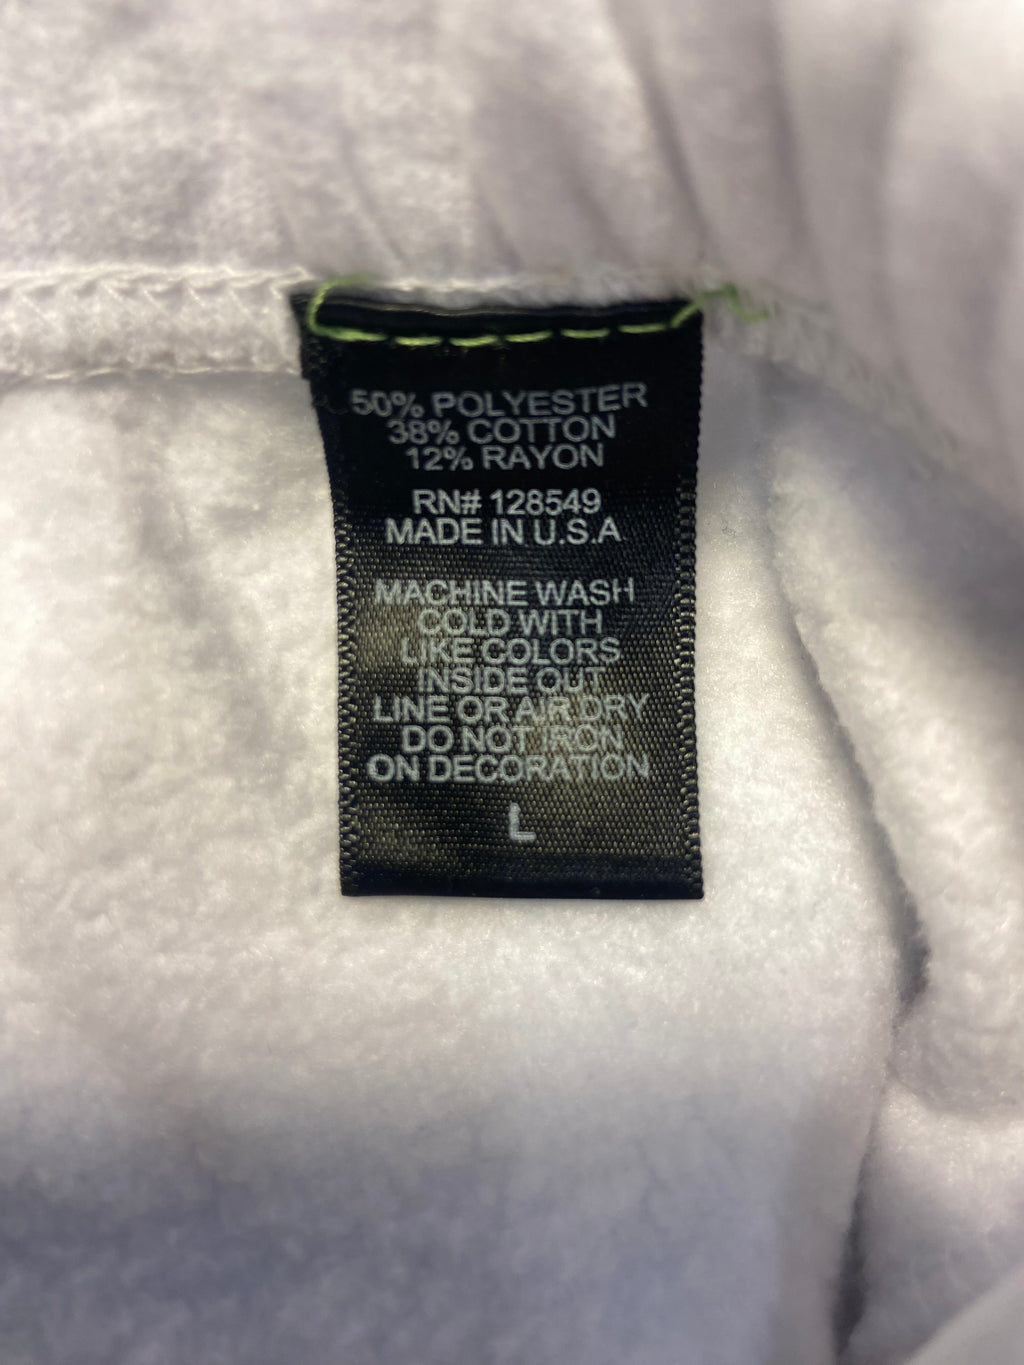 50% POLYESTER
38% COTTON
12% RAYON
RN# 128549
MADE IN U.S.A
MACHINE WASH
COLD WITH
LIKE COLORS
INSIDE OUT
LINE OR AIR DRY
DO NOT IRON
ON DECORATION
L